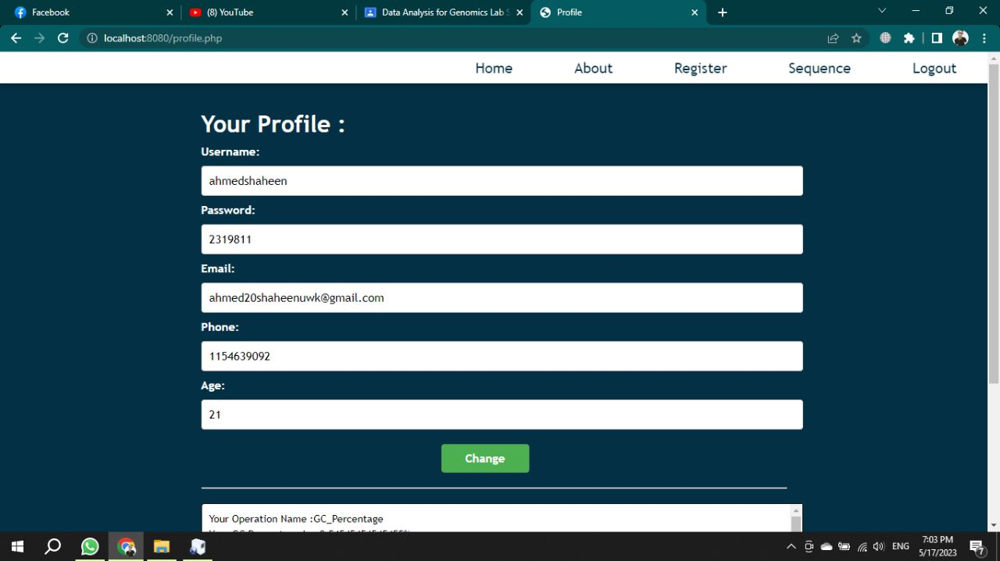 Facebook
(8) YouTube
Data Analysis for Genomics Lab S
Profile
localhost:8080/profile.php
Home
About
Register
Sequence
Logout
Your Profile :
Username:
ahmedshaheen
Password:
2319811
Email:
ahmed20shaheenuwk@gmail.com
Phone:
1154639092
Age:
21
Change
Your Operation Name :GC_Percentage
ENG
7:03 PM
5/17/2023
7